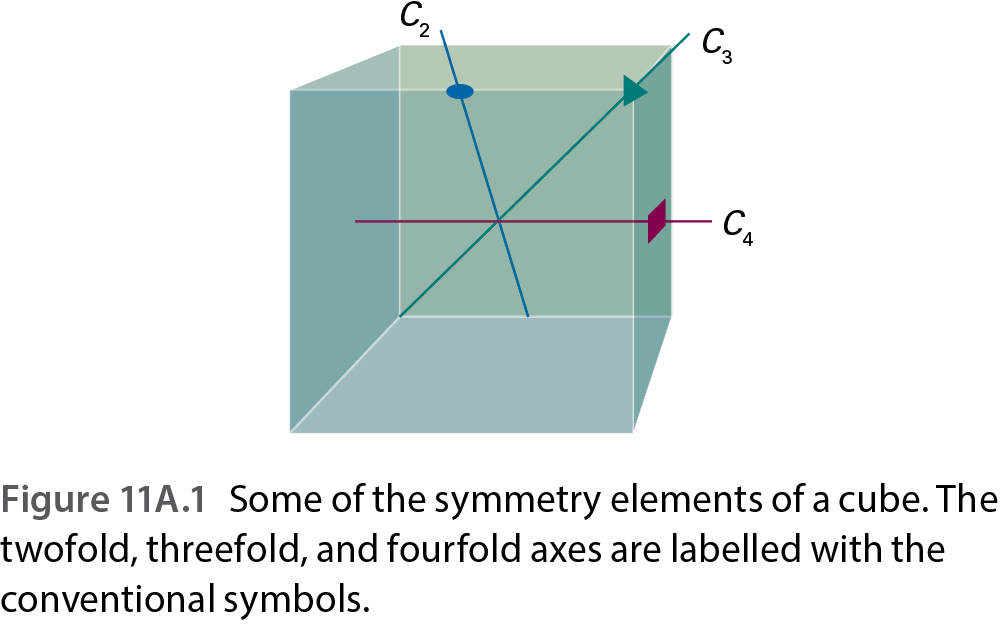 C₂
C₃
C₄
Figure 11A.1 Some of the symmetry elements of a cube. The
twofold, threefold, and fourfold axes are labelled with the
conventional symbols.